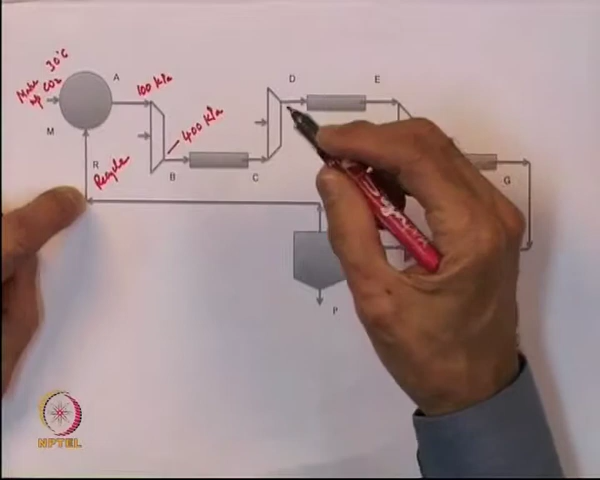 30°C
Make up CO2
A
100 kPa
D
E
M
400 kPa
R
Recycle
B
C
G
P
NPTEL